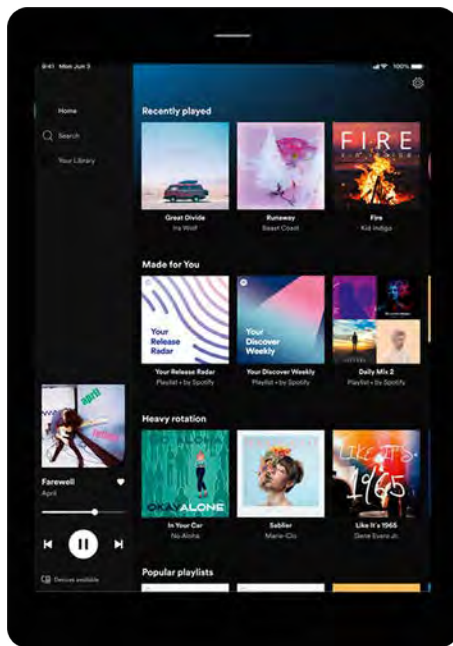 9:41 Mon Jun 3
100%
Home
Search
Your Library
Recently played
FIRE
Great Divide
Iris Wolf
Runaway
Beast Coast
Fire
Kid Indigo
Made for You
Your
Release
Radar
Your
Discover
Weekly
Your Release Radar
Playlist • by Spotify
Your Discover Weekly
Playlist • by Spotify
Daily Mix 2
Playlist • by Spotify
Heavy rotation
NO ALOHA
OKAY ALONE
LIKE IT'S
1965
In Your Car
No Aloha
Sablier
Marie-Clo
Like It's 1965
Gene Evaro Jr.
Popular playlists
april
Farewell
April
Devices available